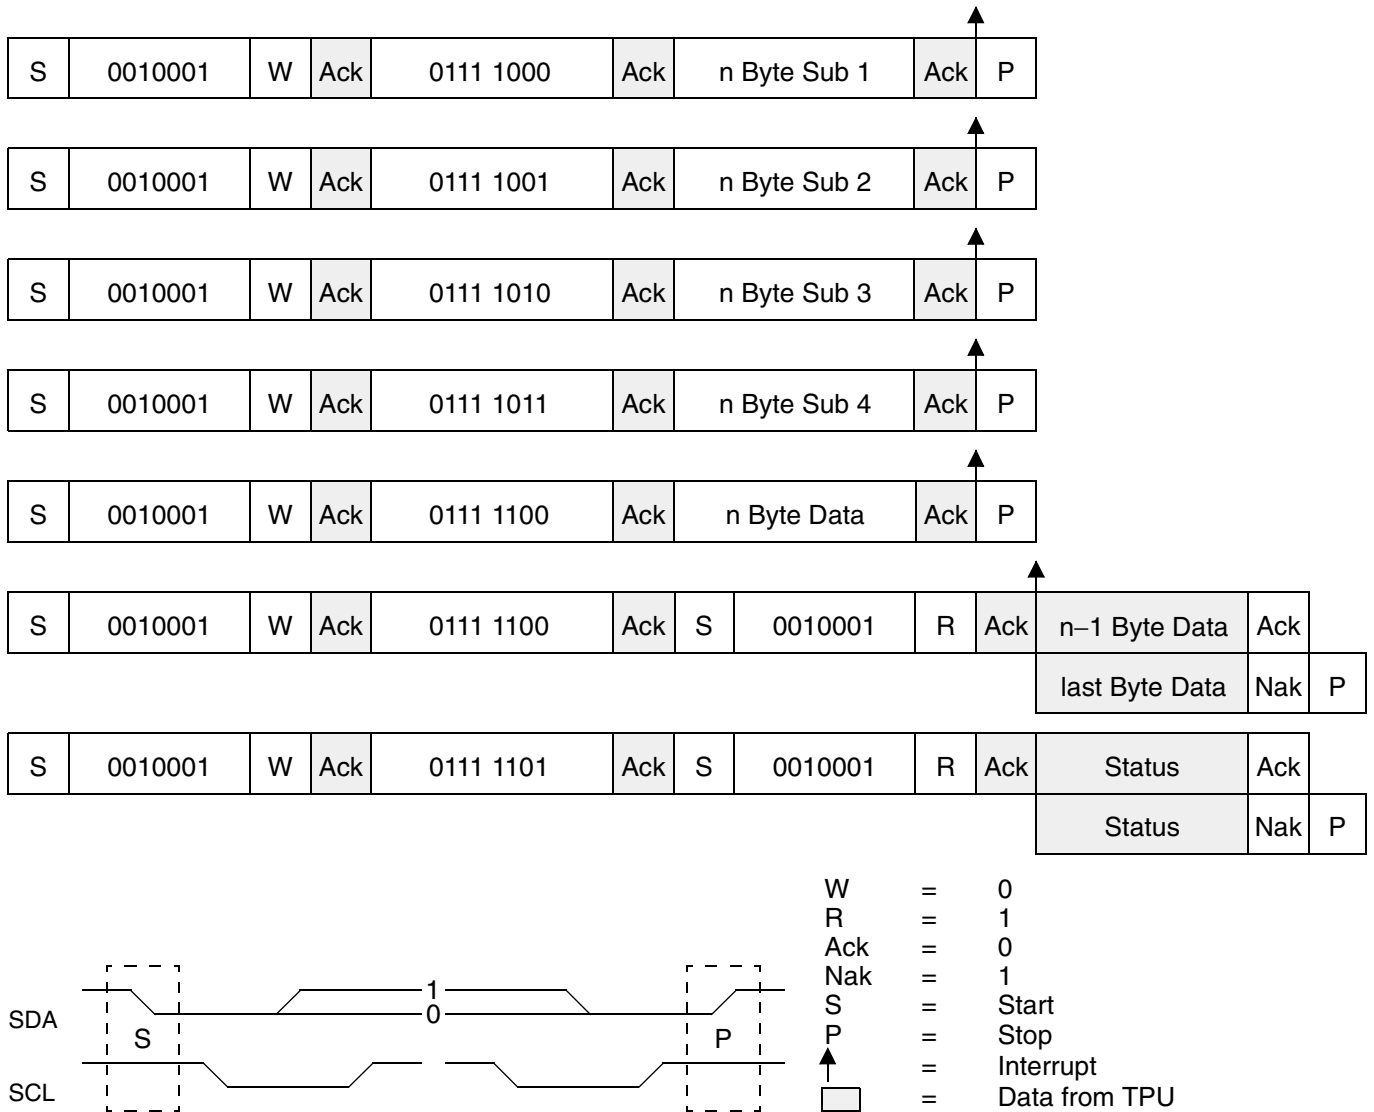 S 0010001 W Ack 0111 1000 Ack n Byte Sub 1 Ack P
S 0010001 W Ack 0111 1001 Ack n Byte Sub 2 Ack P
S 0010001 W Ack 0111 1010 Ack n Byte Sub 3 Ack P
S 0010001 W Ack 0111 1011 Ack n Byte Sub 4 Ack P
S 0010001 W Ack 0111 1100 Ack n Byte Data Ack P
S 0010001 W Ack 0111 1100 Ack S 0010001 R Ack n–1 Byte Data Ack
last Byte Data Nak P
S 0010001 W Ack 0111 1101 Ack S 0010001 R Ack Status Ack
Status Nak P
W = 0
R = 1
Ack = 0
Nak = 1
S = Start
P = Stop
= Interrupt
= Data from TPU
SDA S 1 0 P
SCL